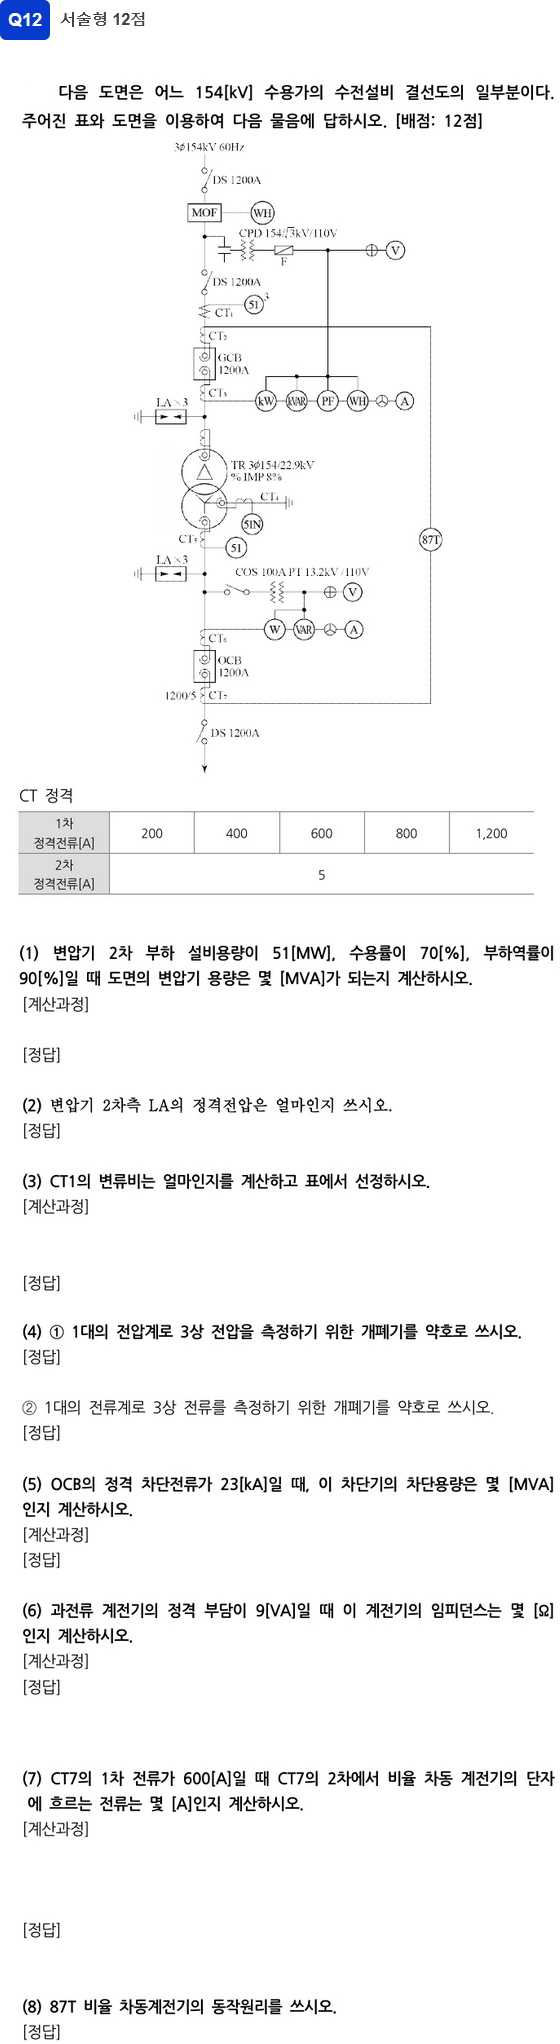 Q12 서술형 12점
다음 도면은 어느 154[kV] 수용가의 수전설비 결선도의 일부분이다.
주어진 표와 도면을 이용하여 다음 물음에 답하시오. [배점: 12점]
3∅154kV 60Hz
DS 1200A
MOF WH
CPD 154/√3kV/110V
F V
DS 1200A
51 3
CT₁
CT₂
GCB
1200A
CT₃
kW kVAR PF WH A
LA×3
TR 3∅154/22.9kV
% IMP 8%
CT₄
51N
CT₅ 51
87T
LA×3
COS 100A PT 13.2kV /110V
V
W VAR A
CT₆
OCB
1200A
1200/5 CT₇
DS 1200A
CT 정격
1차
정격전류[A] 200 400 600 800 1,200
2차
정격전류[A] 5
(1) 변압기 2차 부하 설비용량이 51[MW], 수용률이 70[%], 부하역률이
90[%]일 때 도면의 변압기 용량은 몇 [MVA]가 되는지 계산하시오.
[계산과정]
[정답]
(2) 변압기 2차측 LA의 정격전압은 얼마인지 쓰시오.
[정답]
(3) CT1의 변류비는 얼마인지를 계산하고 표에서 선정하시오.
[계산과정]
[정답]
(4) ① 1대의 전압계로 3상 전압을 측정하기 위한 개폐기를 약호로 쓰시오.
[정답]
② 1대의 전류계로 3상 전류를 측정하기 위한 개폐기를 약호로 쓰시오.
[정답]
(5) OCB의 정격 차단전류가 23[kA]일 때, 이 차단기의 차단용량은 몇 [MVA]
인지 계산하시오.
[계산과정]
[정답]
(6) 과전류 계전기의 정격 부담이 9[VA]일 때 이 계전기의 임피던스는 몇 [Ω]
인지 계산하시오.
[계산과정]
[정답]
(7) CT7의 1차 전류가 600[A]일 때 CT7의 2차에서 비율 차동 계전기의 단자
에 흐르는 전류는 몇 [A]인지 계산하시오.
[계산과정]
[정답]
(8) 87T 비율 차동계전기의 동작원리를 쓰시오.
[정답]